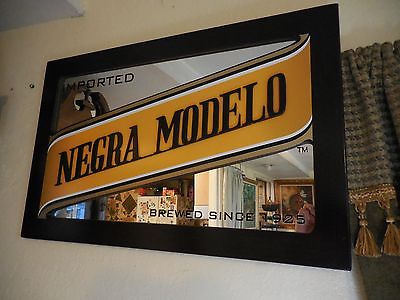 IMPORTED
NEGRA MODELO
TM
BREWED SINCE 1925